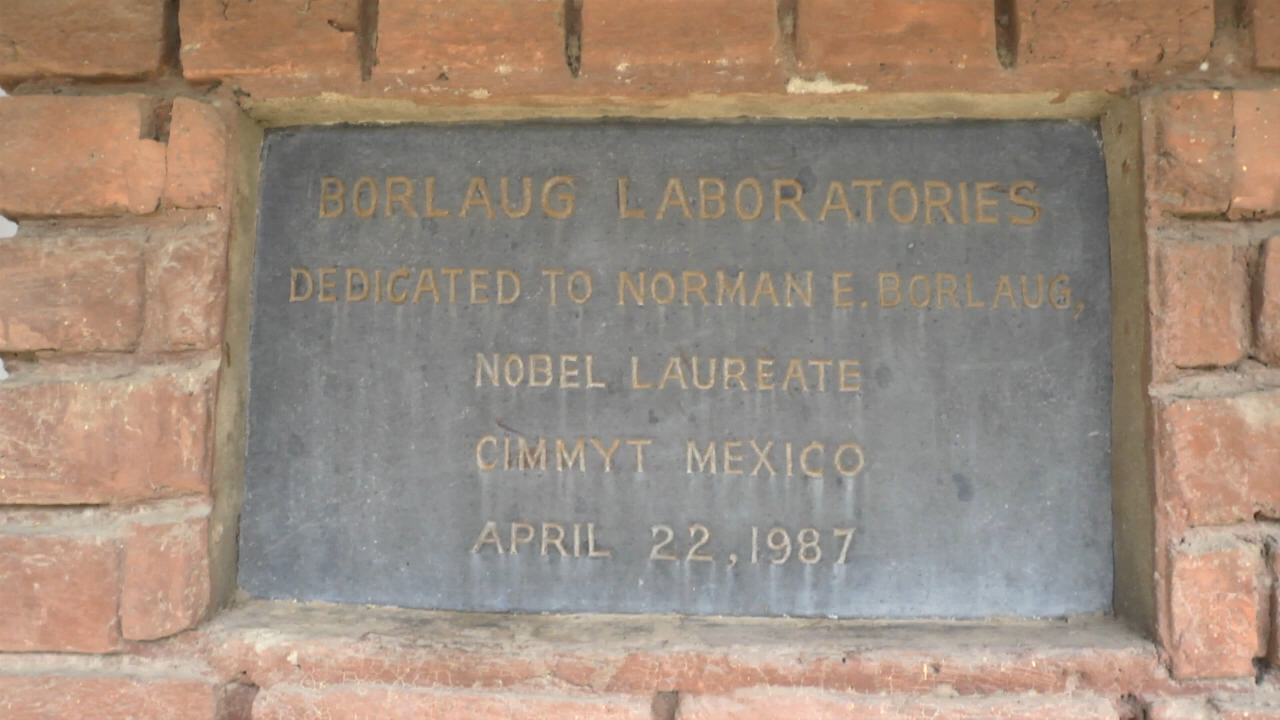 BORLAUG LABORATORIES
DEDICATED TO NORMAN E. BORLAUG,
NOBEL LAUREATE
CIMMYT MEXICO
APRIL 22, 1987